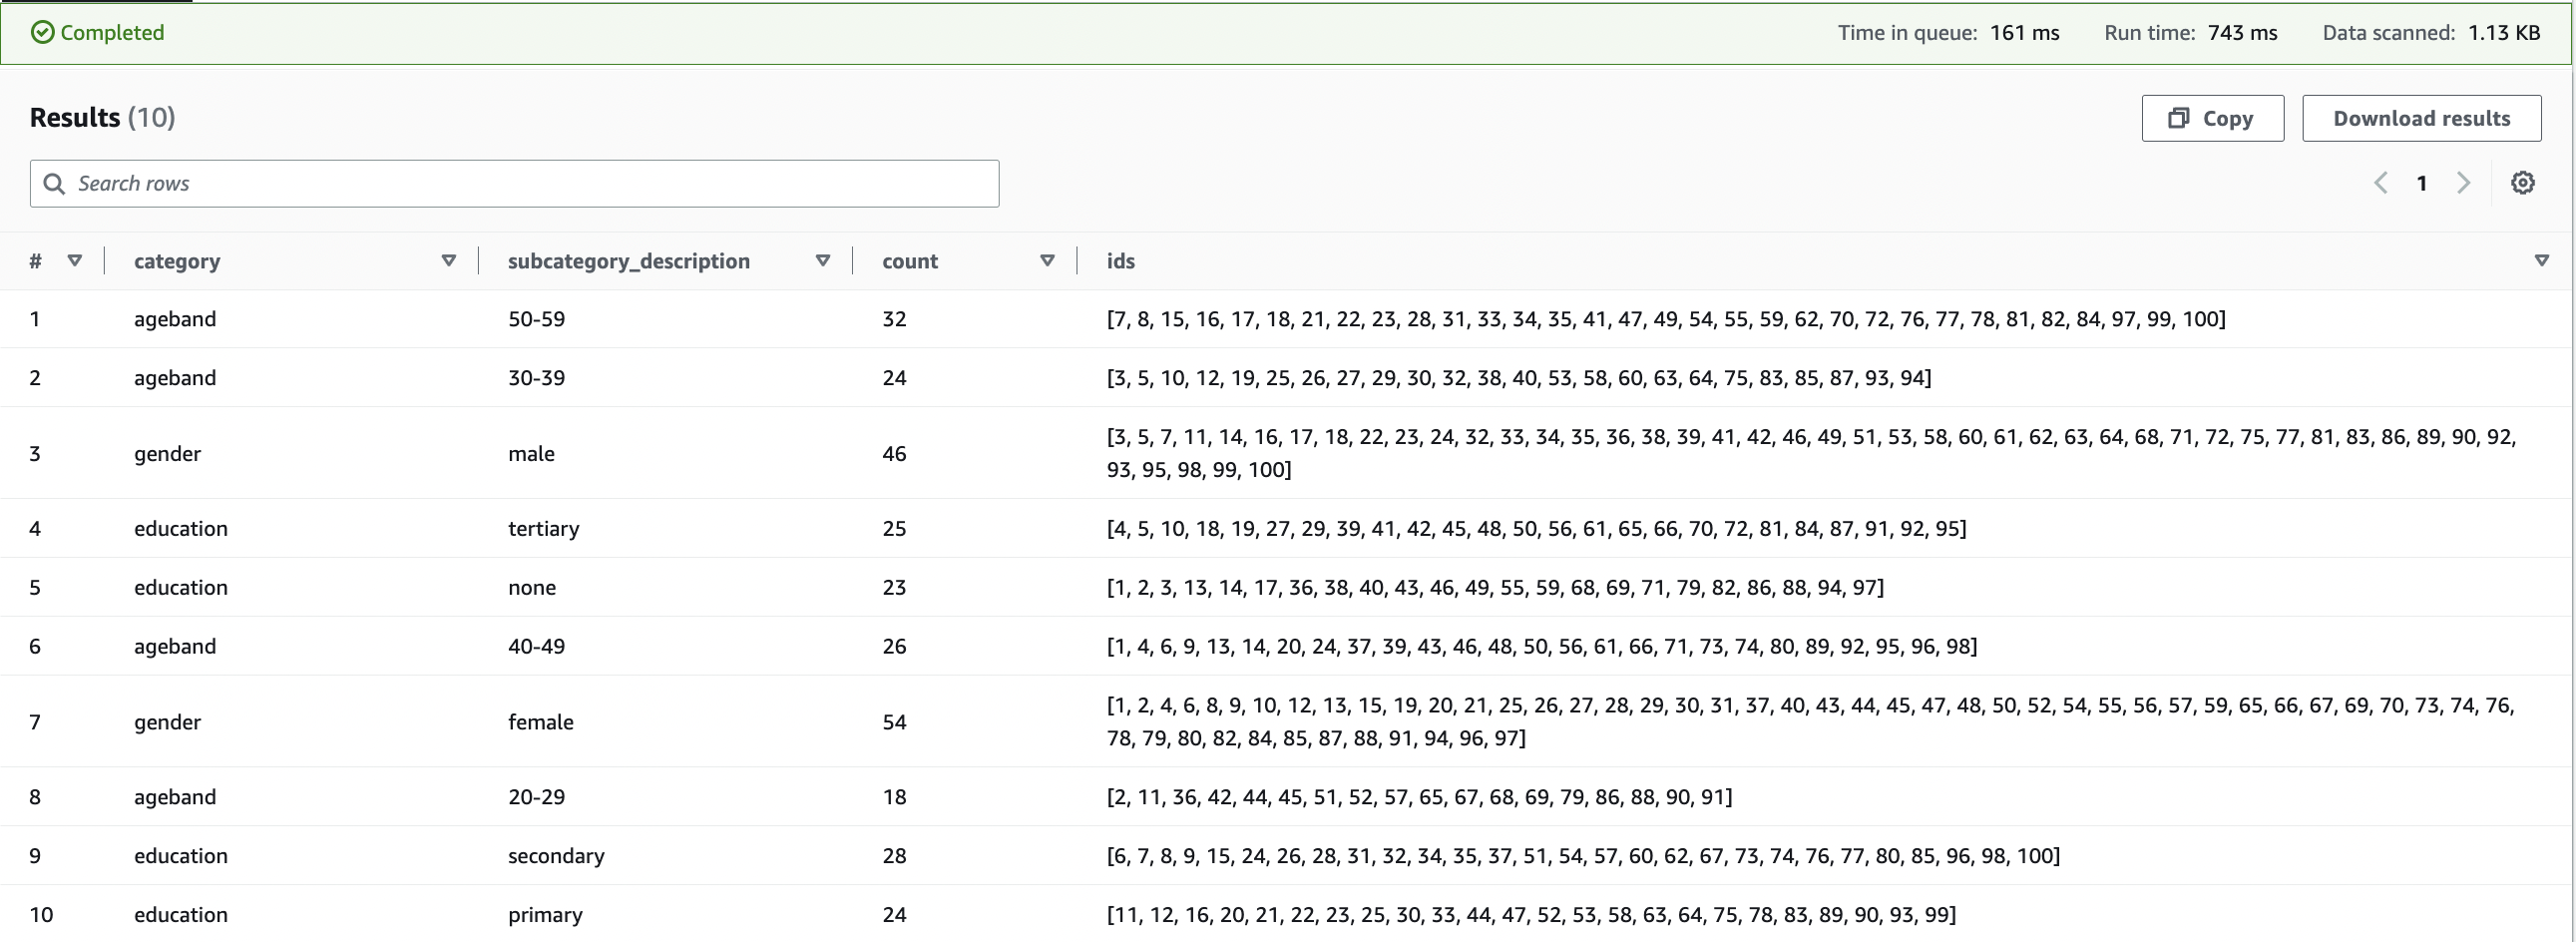 Completed Time in queue: 161 ms Run time: 743 ms Data scanned: 1.13 KB
Results (10) Copy Download results
Search rows 1
# category subcategory_description count ids
1 ageband 50-59 32 [7, 8, 15, 16, 17, 18, 21, 22, 23, 28, 31, 33, 34, 35, 41, 47, 49, 54, 55, 59, 62, 70, 72, 76, 77, 78, 81, 82, 84, 97, 99, 100]
2 ageband 30-39 24 [3, 5, 10, 12, 19, 25, 26, 27, 29, 30, 32, 38, 40, 53, 58, 60, 63, 64, 75, 83, 85, 87, 93, 94]
3 gender male 46 [3, 5, 7, 11, 14, 16, 17, 18, 22, 23, 24, 32, 33, 34, 35, 36, 38, 39, 41, 42, 46, 49, 51, 53, 58, 60, 61, 62, 63, 64, 68, 71, 72, 75, 77, 81, 83, 86, 89, 90, 92,
93, 95, 98, 99, 100]
4 education tertiary 25 [4, 5, 10, 18, 19, 27, 29, 39, 41, 42, 45, 48, 50, 56, 61, 65, 66, 70, 72, 81, 84, 87, 91, 92, 95]
5 education none 23 [1, 2, 3, 13, 14, 17, 36, 38, 40, 43, 46, 49, 55, 59, 68, 69, 71, 79, 82, 86, 88, 94, 97]
6 ageband 40-49 26 [1, 4, 6, 9, 13, 14, 20, 24, 37, 39, 43, 46, 48, 50, 56, 61, 66, 71, 73, 74, 80, 89, 92, 95, 96, 98]
7 gender female 54 [1, 2, 4, 6, 8, 9, 10, 12, 13, 15, 19, 20, 21, 25, 26, 27, 28, 29, 30, 31, 37, 40, 43, 44, 45, 47, 48, 50, 52, 54, 55, 56, 57, 59, 65, 66, 67, 69, 70, 73, 74, 76,
78, 79, 80, 82, 84, 85, 87, 88, 91, 94, 96, 97]
8 ageband 20-29 18 [2, 11, 36, 42, 44, 45, 51, 52, 57, 65, 67, 68, 69, 79, 86, 88, 90, 91]
9 education secondary 28 [6, 7, 8, 9, 15, 24, 26, 28, 31, 32, 34, 35, 37, 51, 54, 57, 60, 62, 67, 73, 74, 76, 77, 80, 85, 96, 98, 100]
10 education primary 24 [11, 12, 16, 20, 21, 22, 23, 25, 30, 33, 44, 47, 52, 53, 58, 63, 64, 75, 78, 83, 89, 90, 93, 99]